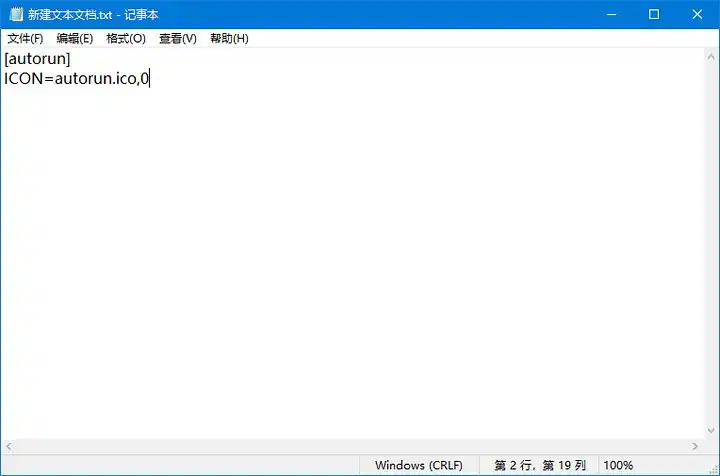 新建文本文档.txt - 记事本
文件(F) 编辑(E) 格式(O) 查看(V) 帮助(H)
[autorun]
ICON=autorun.ico,0
Windows (CRLF) 第 2 行，第 19 列 100%